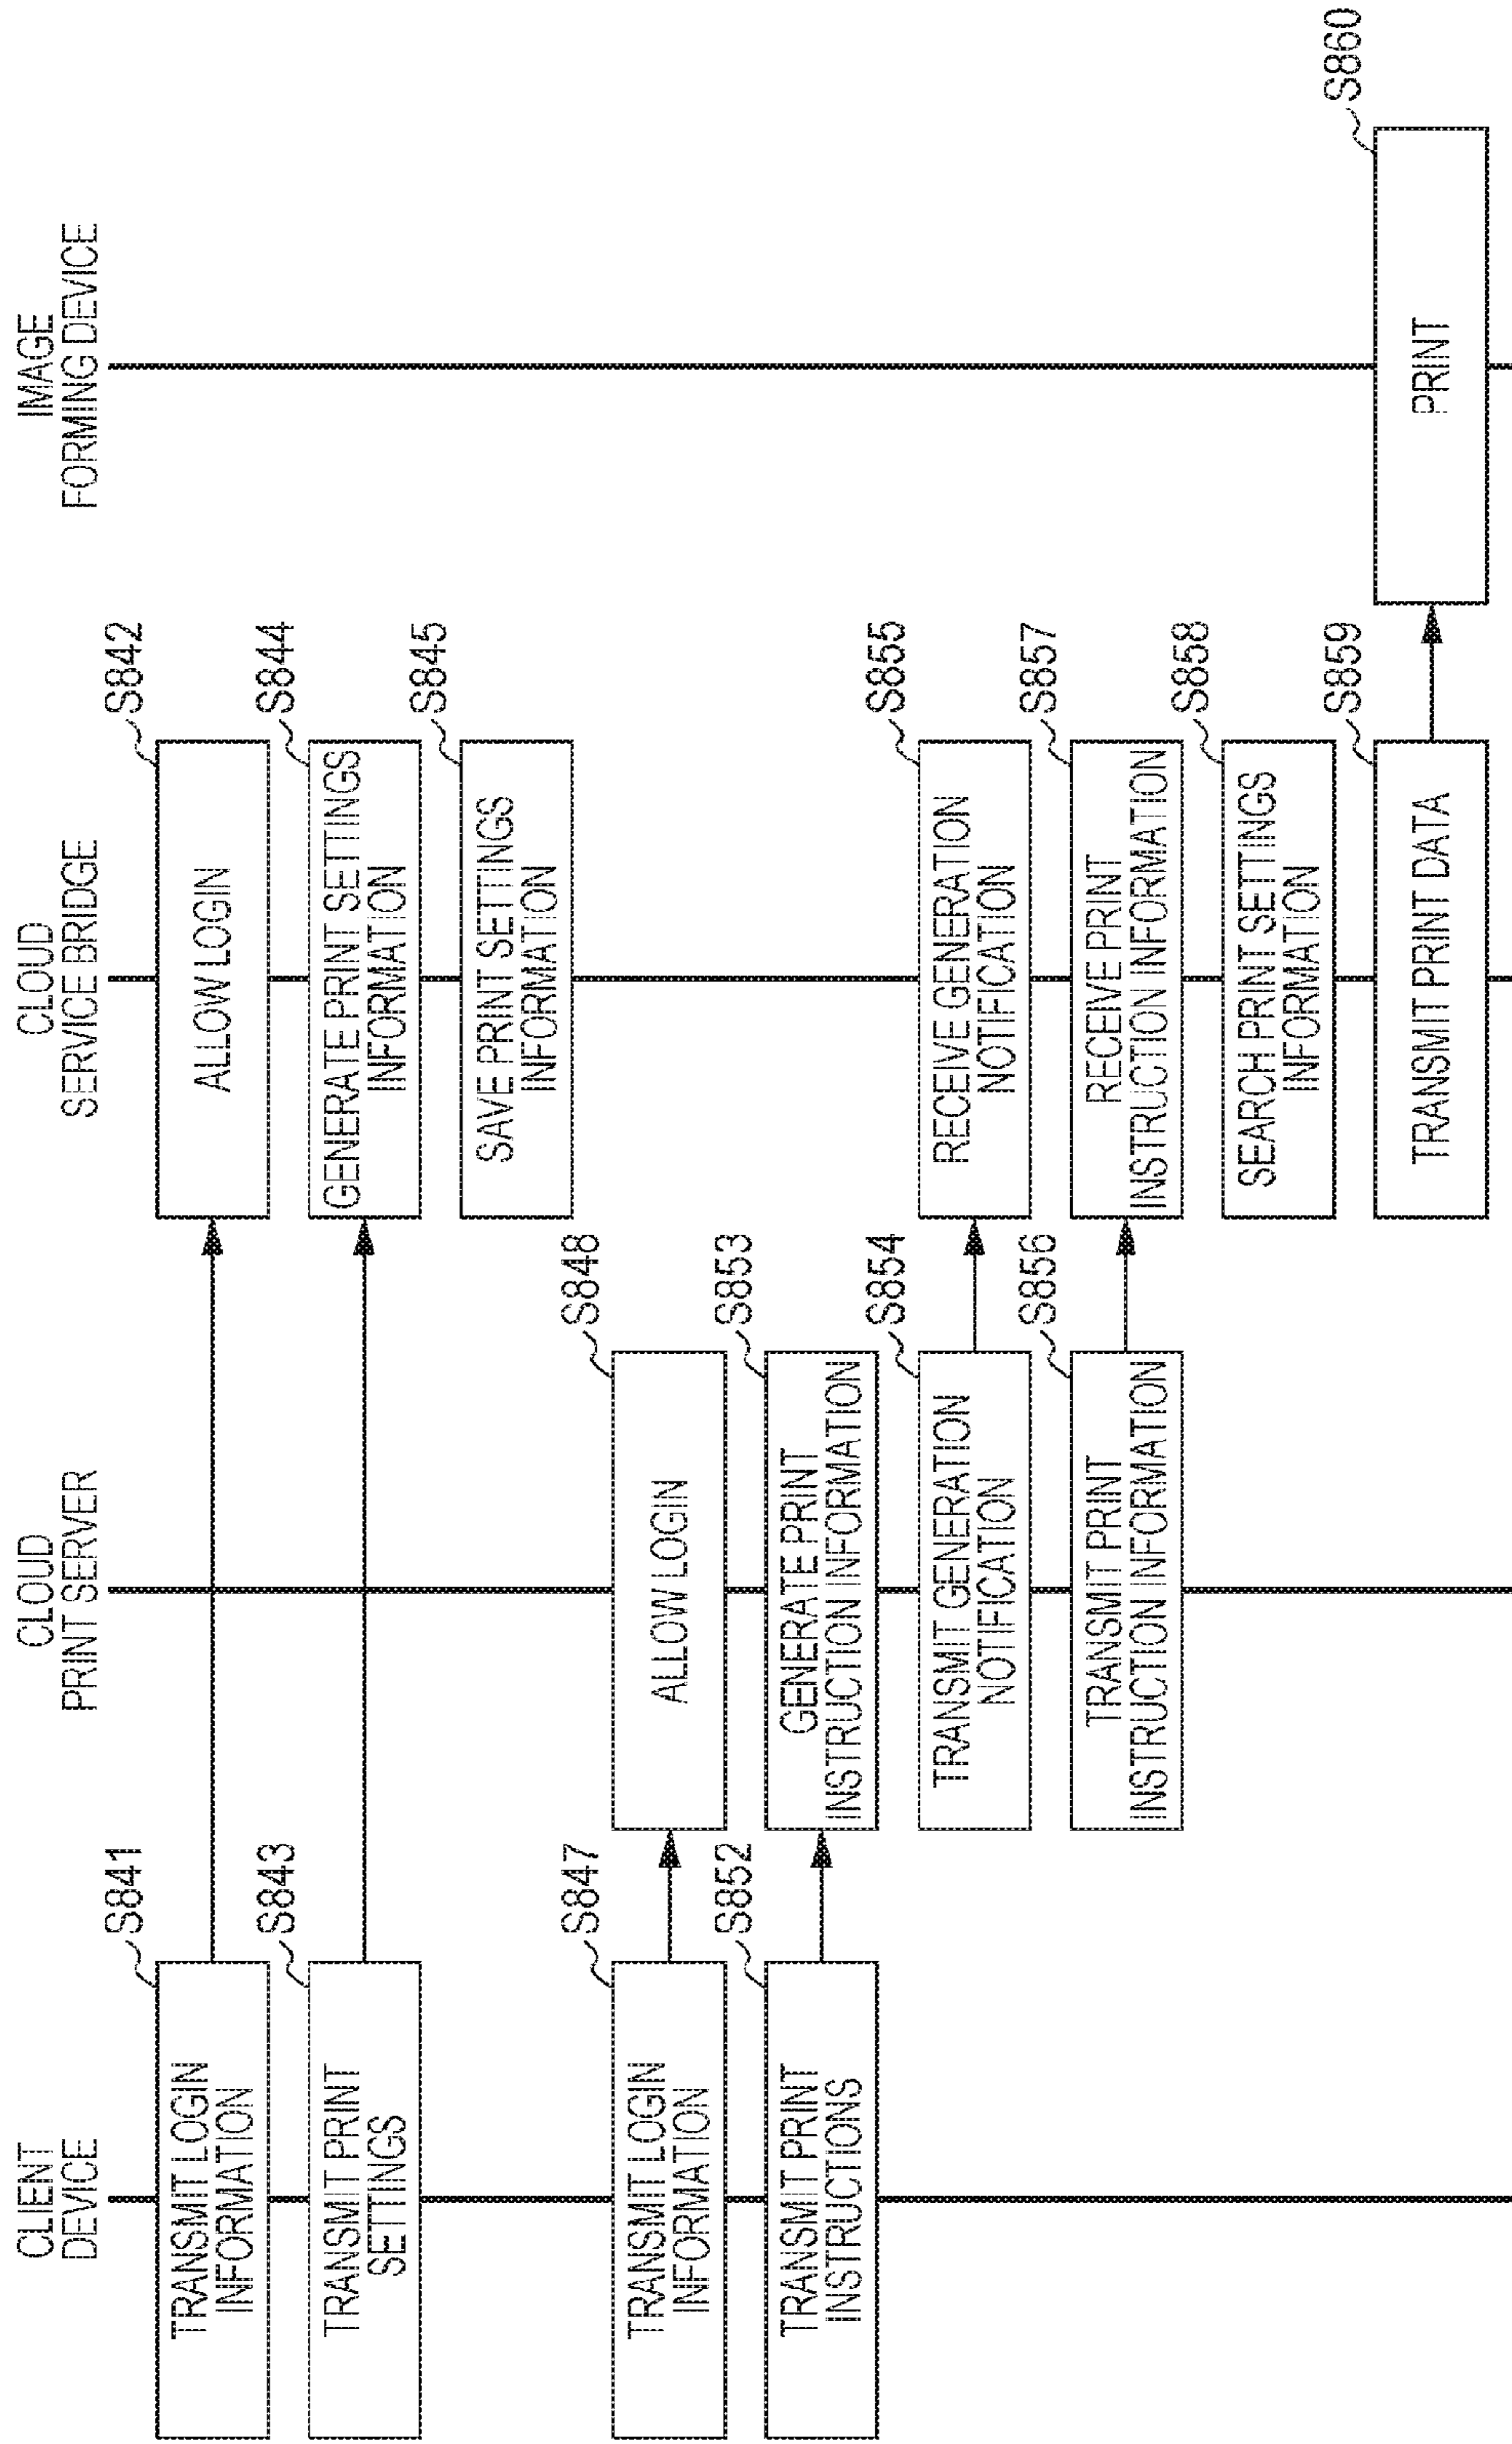 CLIENT
DEVICE
CLOUD
PRINT SERVER
CLOUD
SERVICE BRIDGE
IMAGE
FORMING DEVICE
S841
TRANSMIT LOGIN
INFORMATION
S842
ALLOW LOGIN
S843
TRANSMIT PRINT
SETTINGS
S844
GENERATE PRINT SETTINGS
INFORMATION
S845
SAVE PRINT SETTINGS
INFORMATION
S847
TRANSMIT LOGIN
INFORMATION
S848
ALLOW LOGIN
S852
TRANSMIT PRINT
INSTRUCTIONS
S853
GENERATE PRINT
INSTRUCTION INFORMATION
S854
TRANSMIT GENERATION
NOTIFICATION
S855
RECEIVE GENERATION
NOTIFICATION
S856
TRANSMIT PRINT
INSTRUCTION INFORMATION
S857
RECEIVE PRINT
INSTRUCTION INFORMATION
S858
SEARCH PRINT SETTINGS
INFORMATION
S859
TRANSMIT PRINT DATA
S860
PRINT